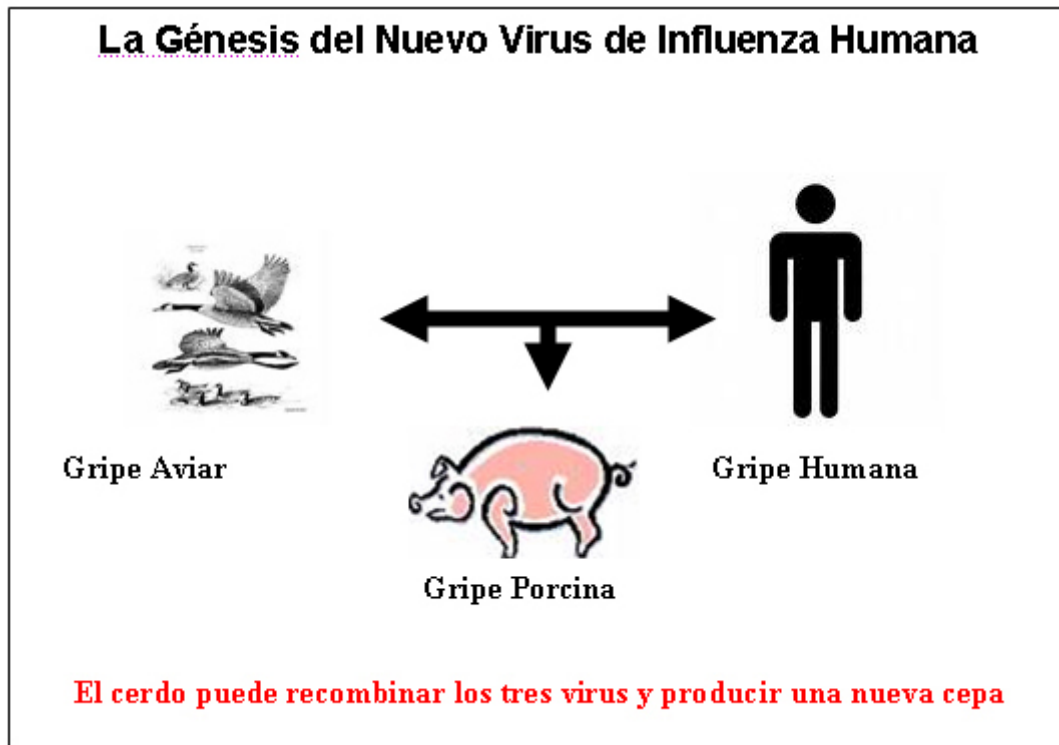 La Génesis del Nuevo Virus de Influenza Humana
Gripe Aviar
Gripe Humana
Gripe Porcina
El cerdo puede recombinar los tres virus y producir una nueva cepa